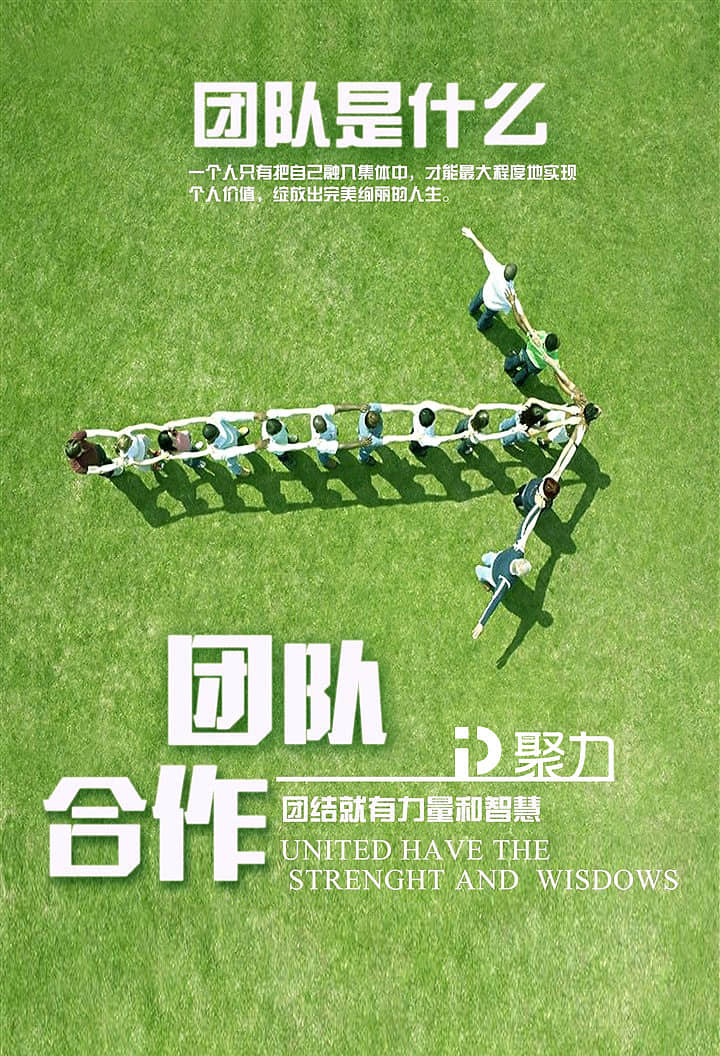 团队是什么
一个人只有把自己融入集体中，才能最大程度地实现
个人价值、绽放出完美绚丽的人生。
团队
合作
聚力
团结就有力量和智慧
UNITED HAVE THE
STRENGHT AND WISDOWS